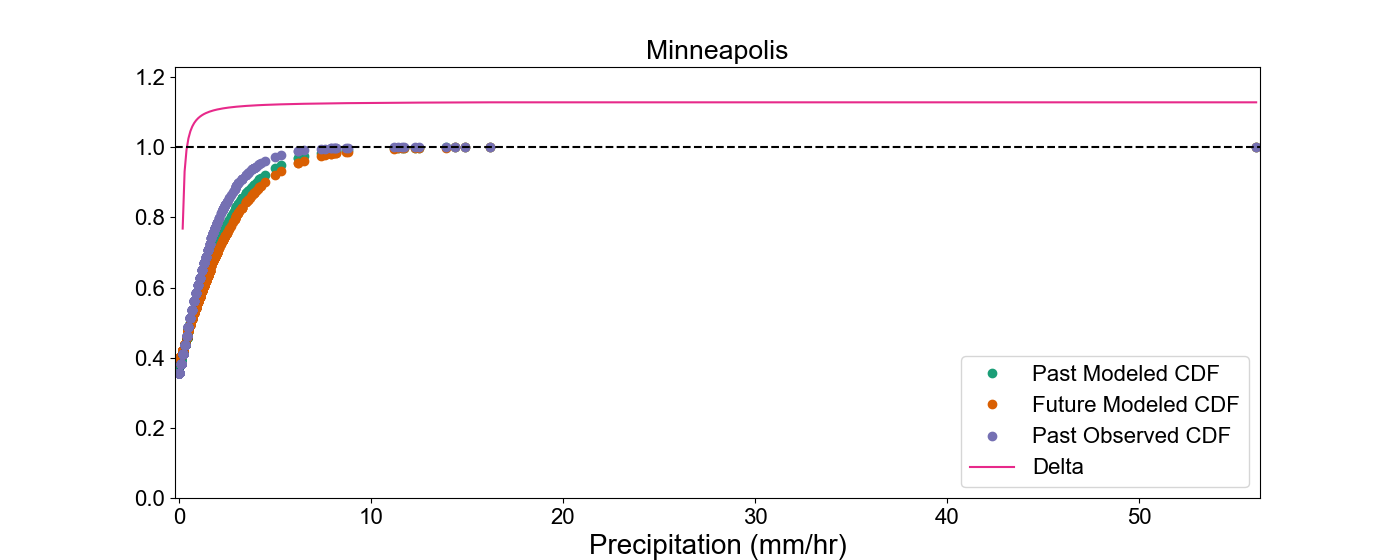 Minneapolis
1.2
1.0
0.8
0.6
0.4
0.2
0.0
Past Modeled CDF
Future Modeled CDF
Past Observed CDF
Delta
0 10 20 30 40 50
Precipitation (mm/hr)